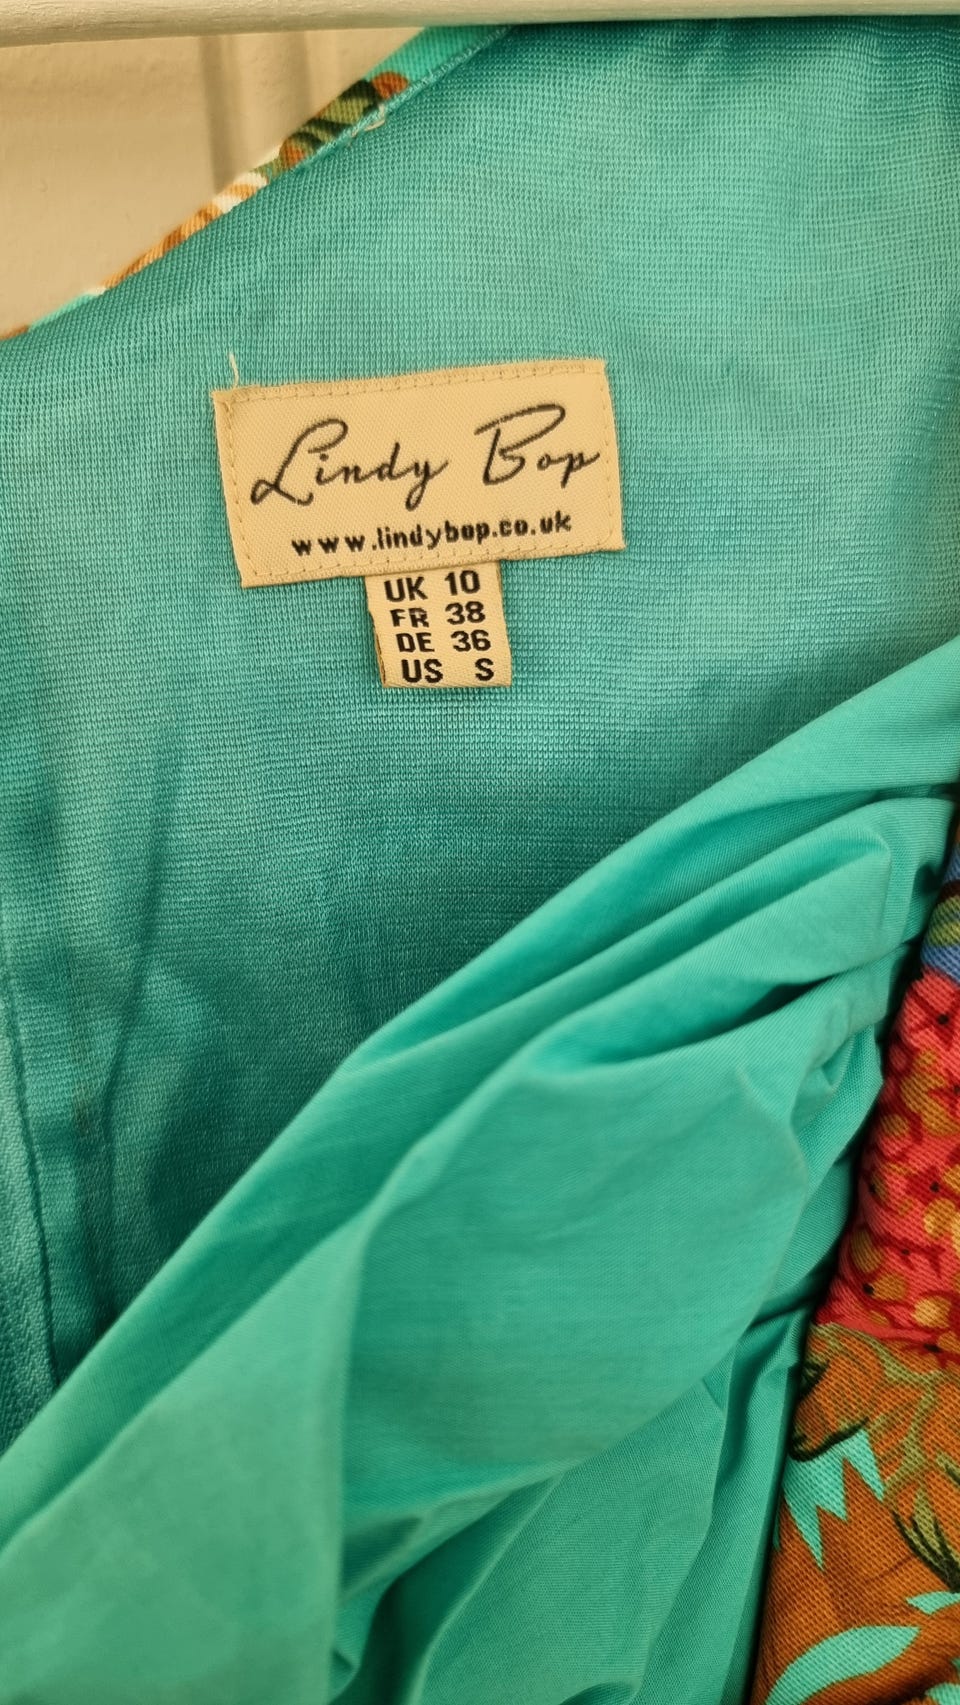 Lindy Bop
www.lindybop.co.uk
UK 10
FR 38
DE 36
US S